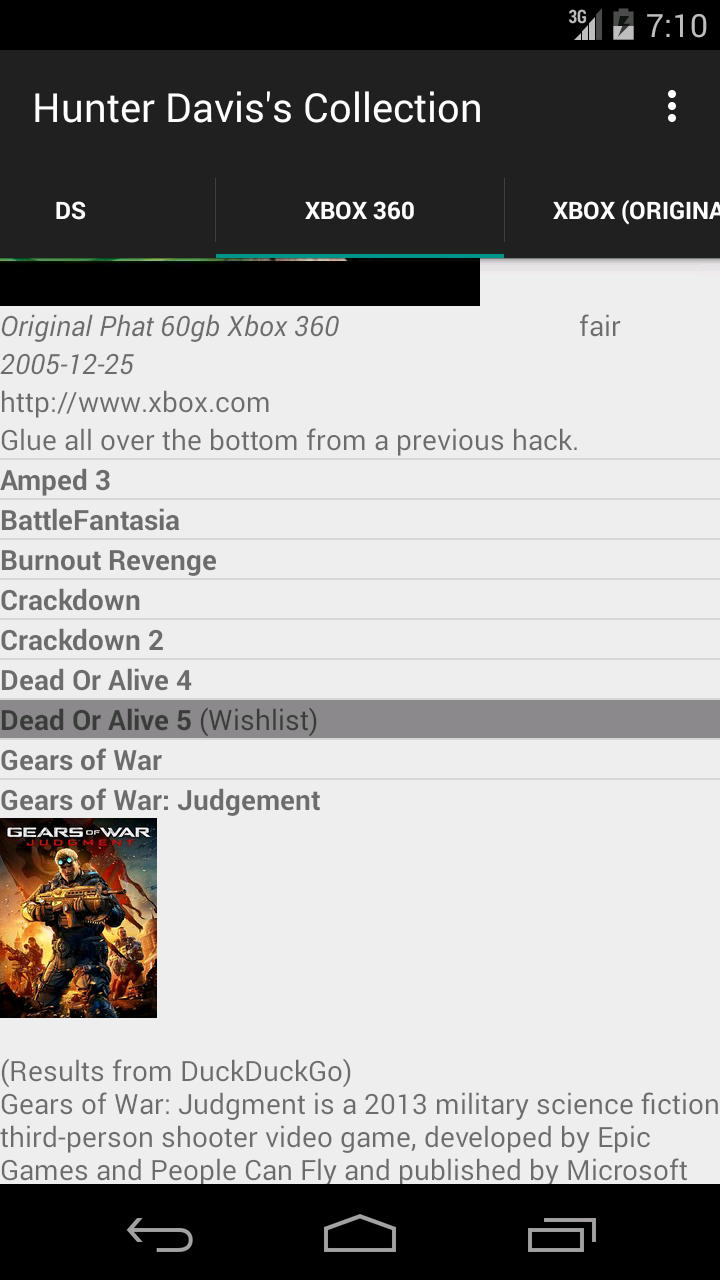 3G 7:10
Hunter Davis's Collection
DS XBOX 360 XBOX (ORIGINA
Original Phat 60gb Xbox 360 fair
2005-12-25
http://www.xbox.com
Glue all over the bottom from a previous hack.
Amped 3
BattleFantasia
Burnout Revenge
Crackdown
Crackdown 2
Dead Or Alive 4
Dead Or Alive 5 (Wishlist)
Gears of War
Gears of War: Judgement
GEARS OF WAR
JUDGMENT
(Results from DuckDuckGo)
Gears of War: Judgment is a 2013 military science fiction
third-person shooter video game, developed by Epic
Games and People Can Fly and published by Microsoft